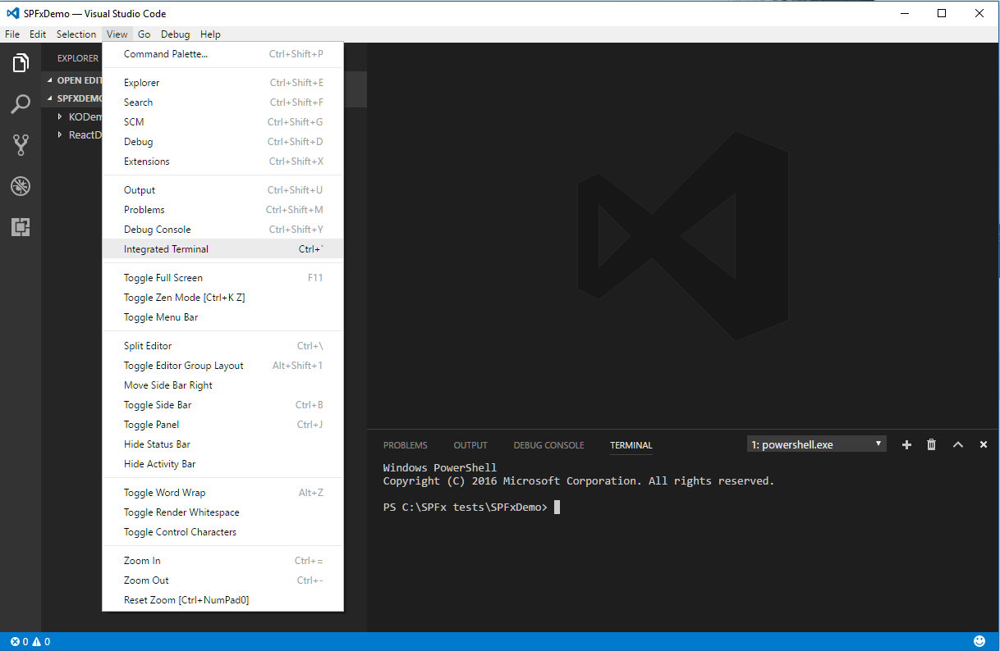 SPFxDemo — Visual Studio Code
File Edit Selection View Go Debug Help
EXPLORER
OPEN EDIT
SPFXDEMO
KODem
ReactD
Command Palette... Ctrl+Shift+P
Explorer Ctrl+Shift+E
Search Ctrl+Shift+F
SCM Ctrl+Shift+G
Debug Ctrl+Shift+D
Extensions Ctrl+Shift+X
Output Ctrl+Shift+U
Problems Ctrl+Shift+M
Debug Console Ctrl+Shift+Y
Integrated Terminal Ctrl+`
Toggle Full Screen F11
Toggle Zen Mode [Ctrl+K Z]
Toggle Menu Bar
Split Editor Ctrl+\
Toggle Editor Group Layout Alt+Shift+1
Move Side Bar Right
Toggle Side Bar Ctrl+B
Toggle Panel Ctrl+J
Hide Status Bar
Hide Activity Bar
Toggle Word Wrap Alt+Z
Toggle Render Whitespace
Toggle Control Characters
Zoom In Ctrl+=
Zoom Out Ctrl+-
Reset Zoom [Ctrl+NumPad0]
PROBLEMS OUTPUT DEBUG CONSOLE TERMINAL 1: powershell.exe
Windows PowerShell
Copyright (C) 2016 Microsoft Corporation. All rights reserved.
PS C:\SPFx tests\SPFxDemo>
0 0